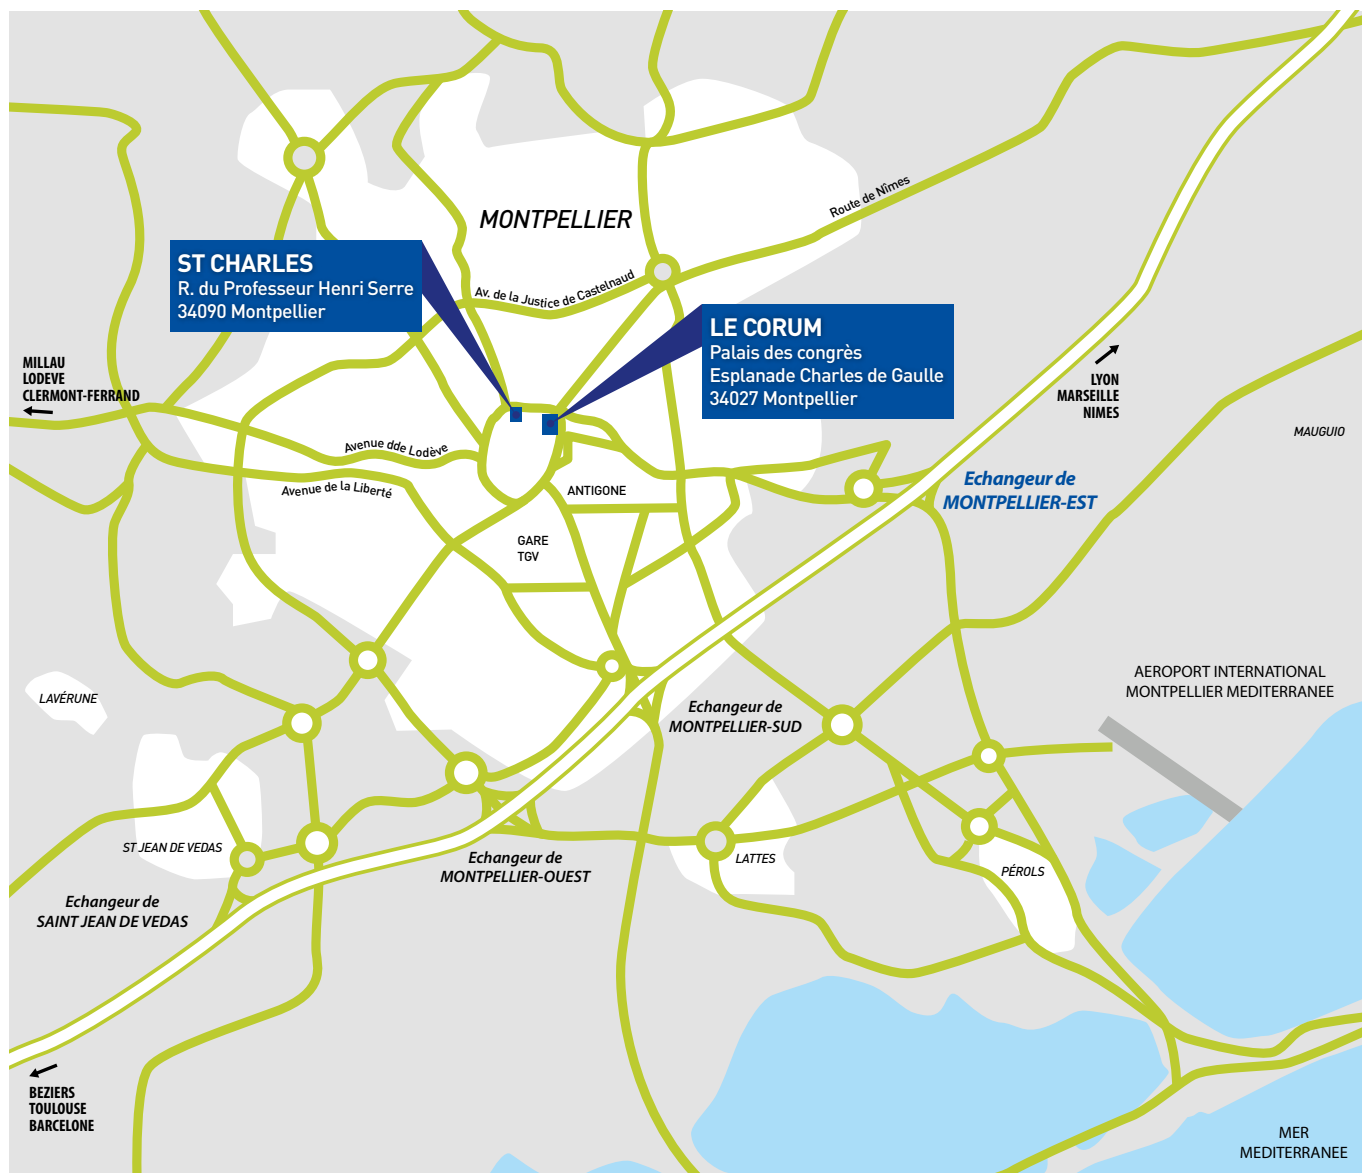 Route de Nîmes
MONTPELLIER
ST CHARLES
R. du Professeur Henri Serre
34090 Montpellier
Av. de la Justice de Castelnaud
LE CORUM
Palais des congrès
Esplanade Charles de Gaulle
34027 Montpellier
MILLAU
LODEVE
CLERMONT-FERRAND
LYON
MARSEILLE
NIMES
MAUGUIO
Avenue dde Lodève
Avenue de la Liberté
ANTIGONE
Echangeur de
MONTPELLIER-EST
GARE
TGV
AEROPORT INTERNATIONAL
MONTPELLIER MEDITERRANEE
LAVÉRUNE
Echangeur de
MONTPELLIER-SUD
ST JEAN DE VEDAS
Echangeur de
MONTPELLIER-OUEST
LATTES
PÉROLS
Echangeur de
SAINT JEAN DE VEDAS
BEZIERS
TOULOUSE
BARCELONE
MER
MEDITERRANEE